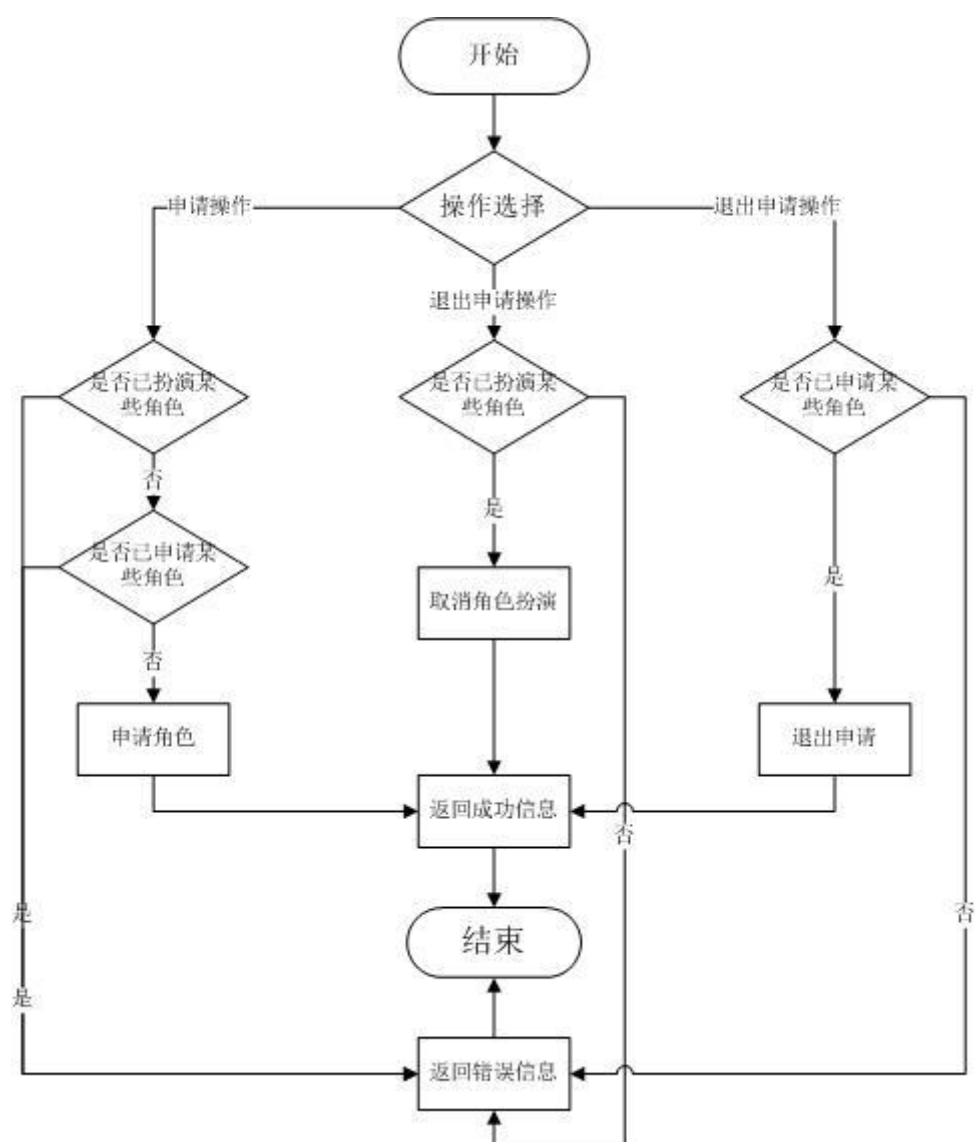 开始
操作选择
申请操作
退出申请操作
退出申请操作
是否已扮演某
些角色
是否已扮演某
些角色
是否已申请某
些角色
否
是
是否已申请某
些角色
取消角色扮演
是
否
申请角色
退出申请
返回成功信息
否
是
否
结束
是
返回错误信息